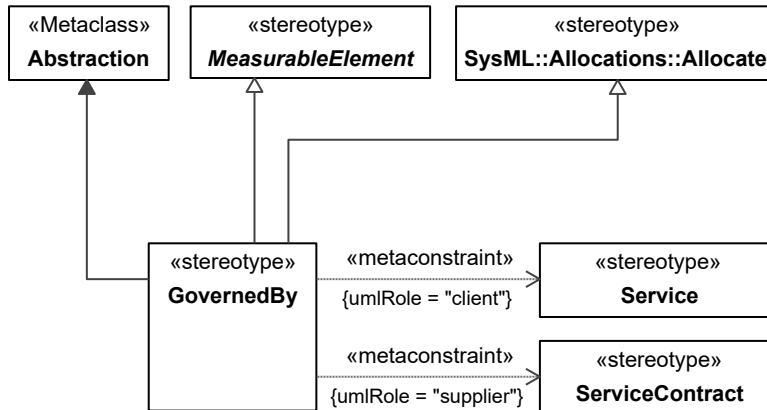 «Metaclass»
Abstraction
«stereotype»
MeasurableElement
«stereotype»
SysML::Allocations::Allocate
«stereotype»
GovernedBy
«metaconstraint»
{umlRole = "client"}
«stereotype»
Service
«metaconstraint»
{umlRole = "supplier"}
«stereotype»
ServiceContract